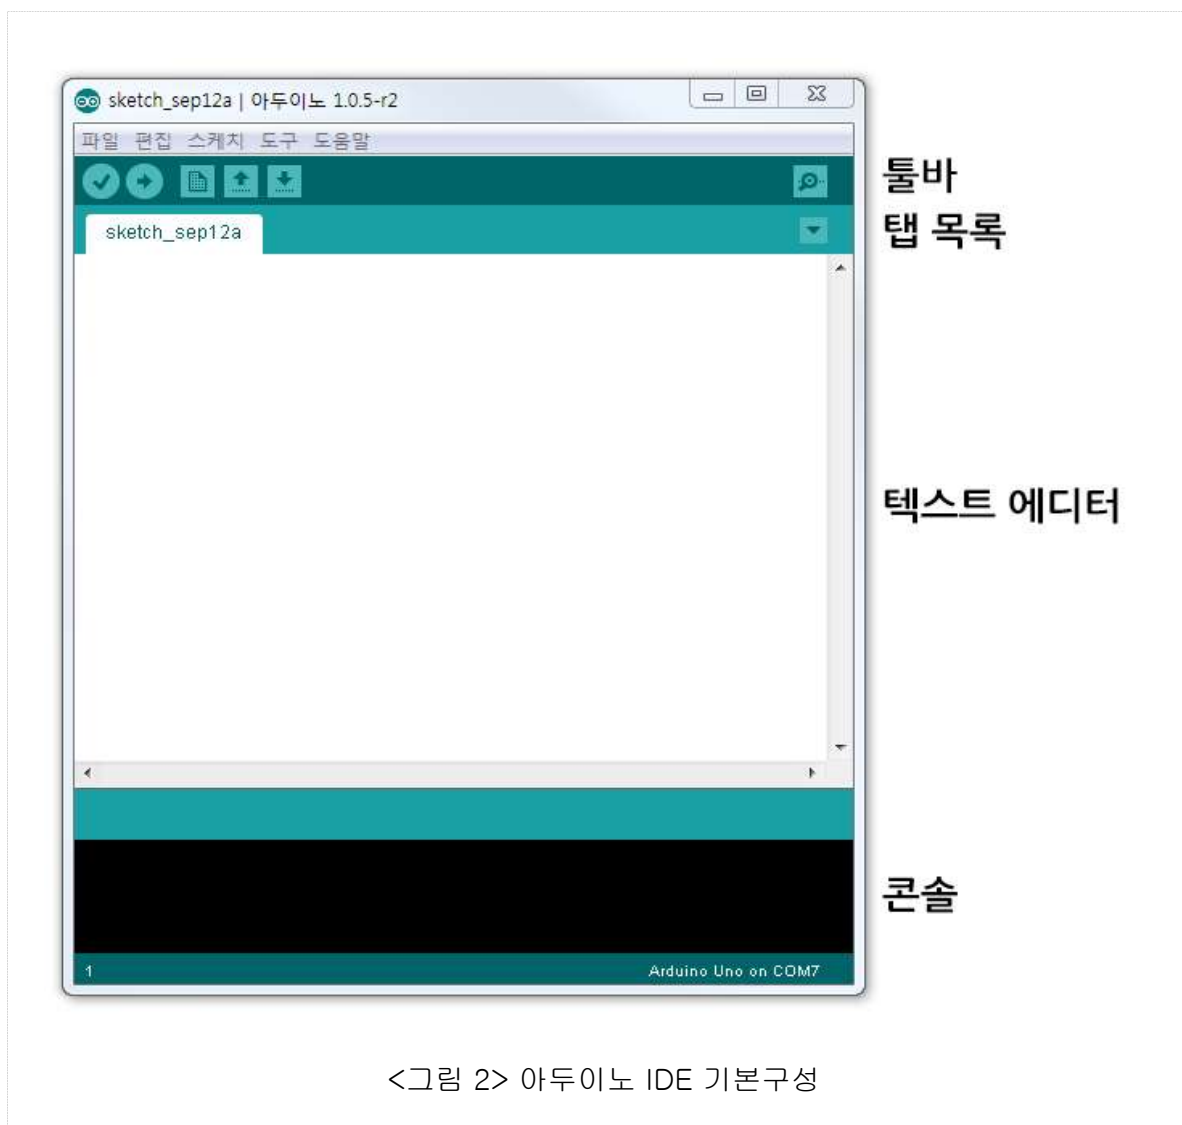 sketch_sep12a | 아두이노 1.0.5-r2
파일 편집 스케치 도구 도움말
툴바
sketch_sep12a
탭 목록
텍스트 에디터
콘솔
1 Arduino Uno on COM7
<그림 2> 아두이노 IDE 기본구성